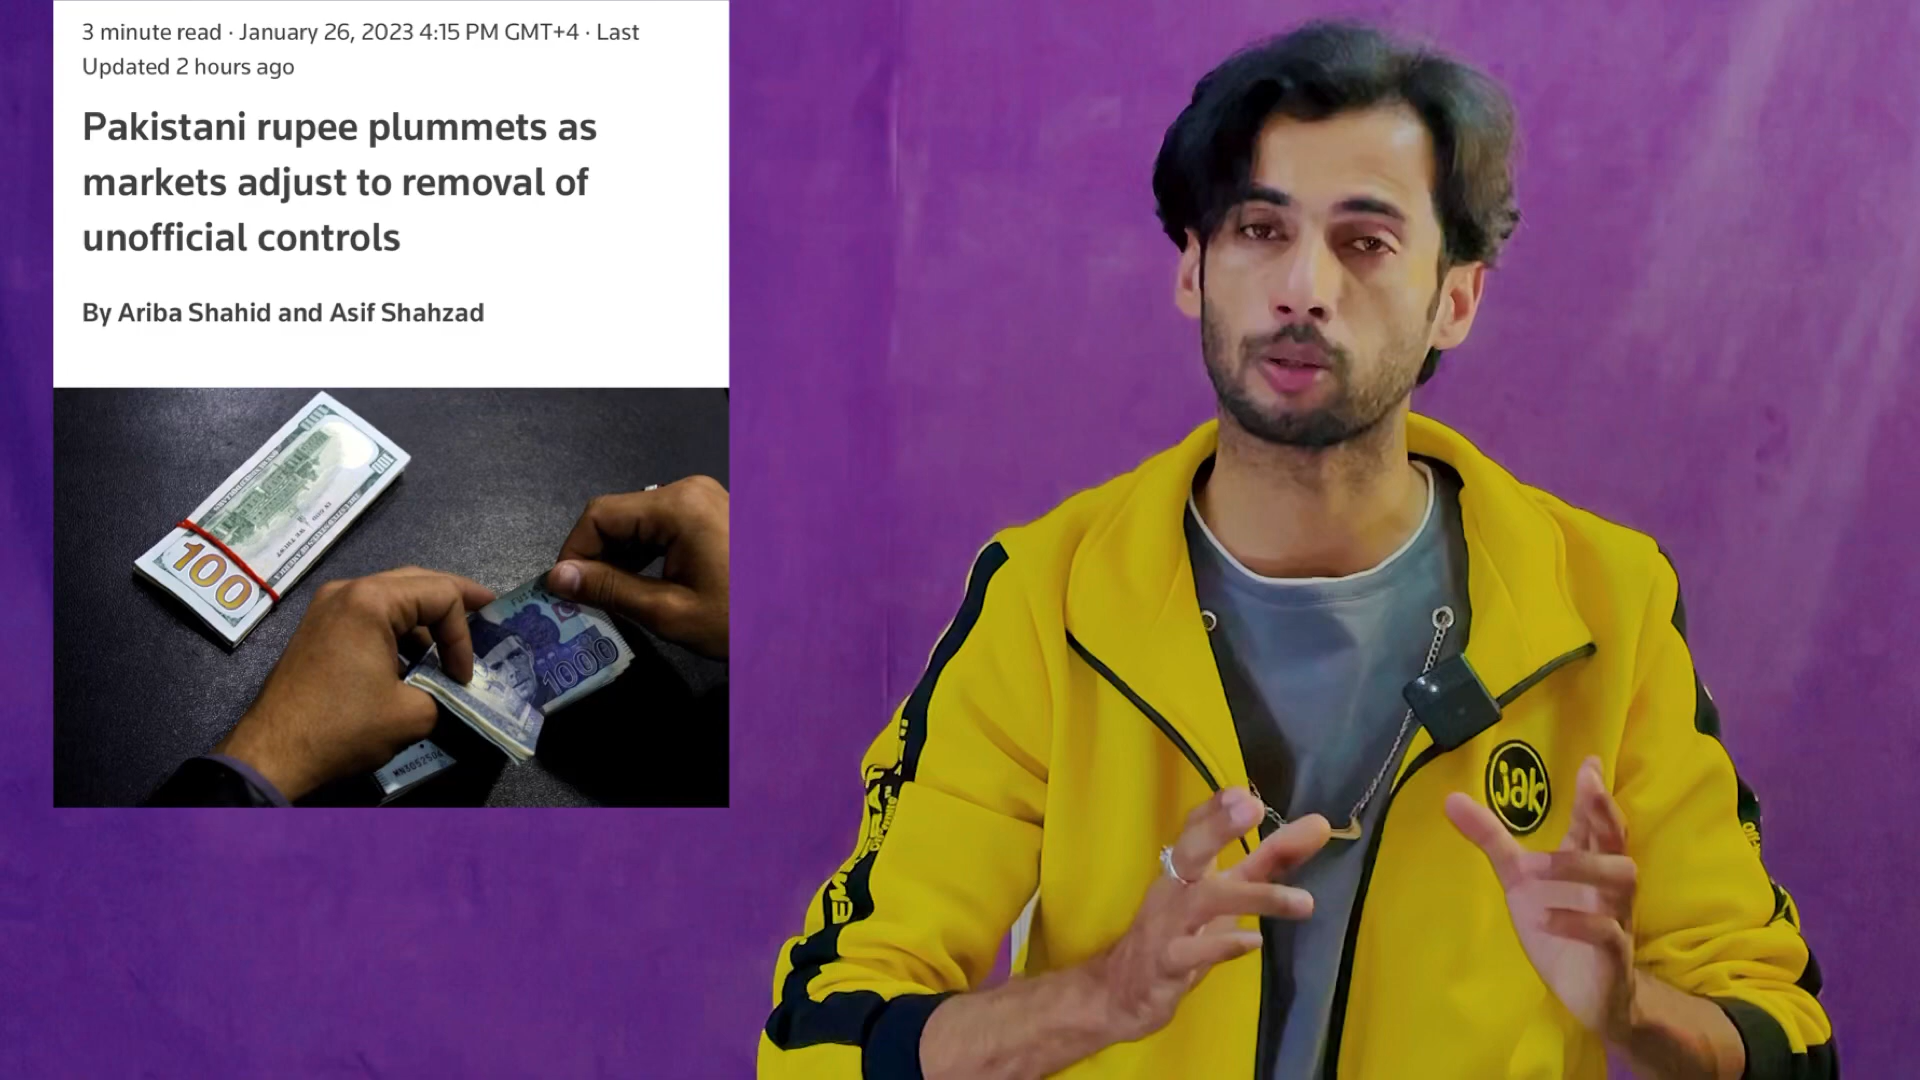 3 minute read · January 26, 2023 4:15 PM GMT+4 · Last
Updated 2 hours ago
Pakistani rupee plummets as
markets adjust to removal of
unofficial controls
By Ariba Shahid and Asif Shahzad
100
1000
MN3052504
jak